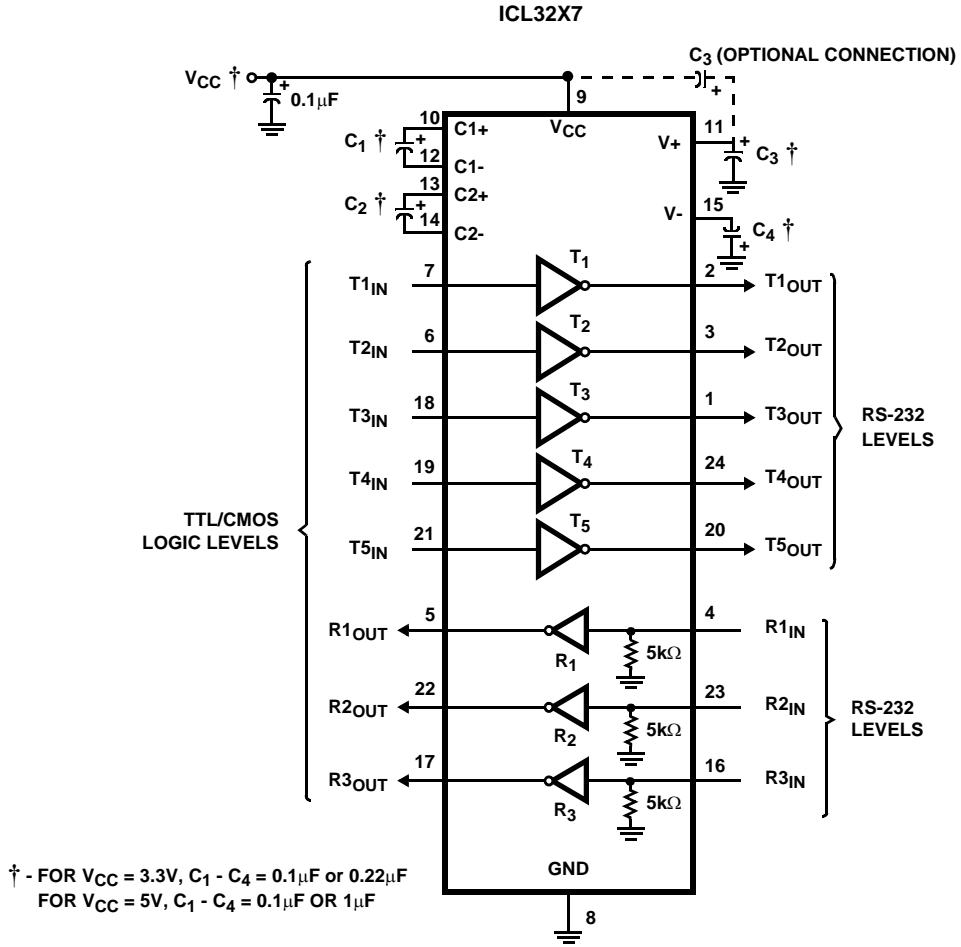 ICL32X7
C3 (OPTIONAL CONNECTION)
VCC †
+
0.1µF
9
VCC
+
10
C1+
C1 †
+
12
C1-
13
C2+
C2 †
+
14
C2-
11
V+
+
C3 †
15
V-
C4 †
+
T1IN
7
T1
2
T1OUT
T2IN
6
T2
3
T2OUT
T3IN
18
T3
1
T3OUT
T4IN
19
T4
24
T4OUT
T5IN
21
T5
20
T5OUT
TTL/CMOS
LOGIC LEVELS
RS-232
LEVELS
R1OUT
5
R1
5kΩ
4
R1IN
R2OUT
22
R2
5kΩ
23
R2IN
R3OUT
17
R3
5kΩ
16
R3IN
RS-232
LEVELS
GND
8
† - FOR VCC = 3.3V, C1 - C4 = 0.1µF or 0.22µF
FOR VCC = 5V, C1 - C4 = 0.1µF OR 1µF